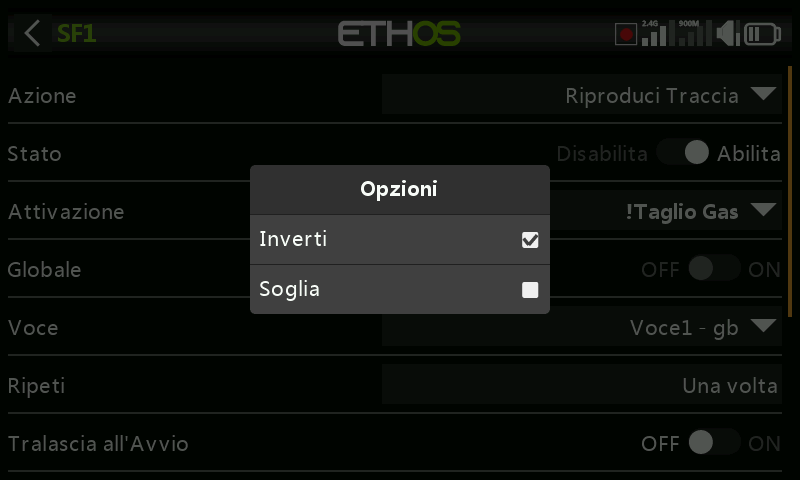 SF1
ETHOS
2.4G
900M
Azione
Riproduci Traccia
Stato
Disabilita
Abilita
Opzioni
Attivazione
!Taglio Gas
Inverti
Globale
OFF
ON
Soglia
Voce
Voce1 - gb
Ripeti
Una volta
Tralascia all'Avvio
OFF
ON